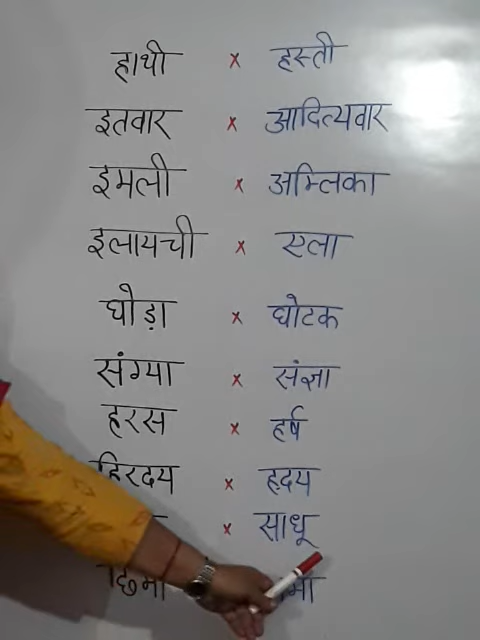 हाथी × हस्ती
इतवार × आदित्यवार
इमली × अम्लिका
इलायची × एला
घोड़ा × घोटक
संग्या × संज्ञा
हरस × हर्ष
हिरदय × हृदय
× साधू